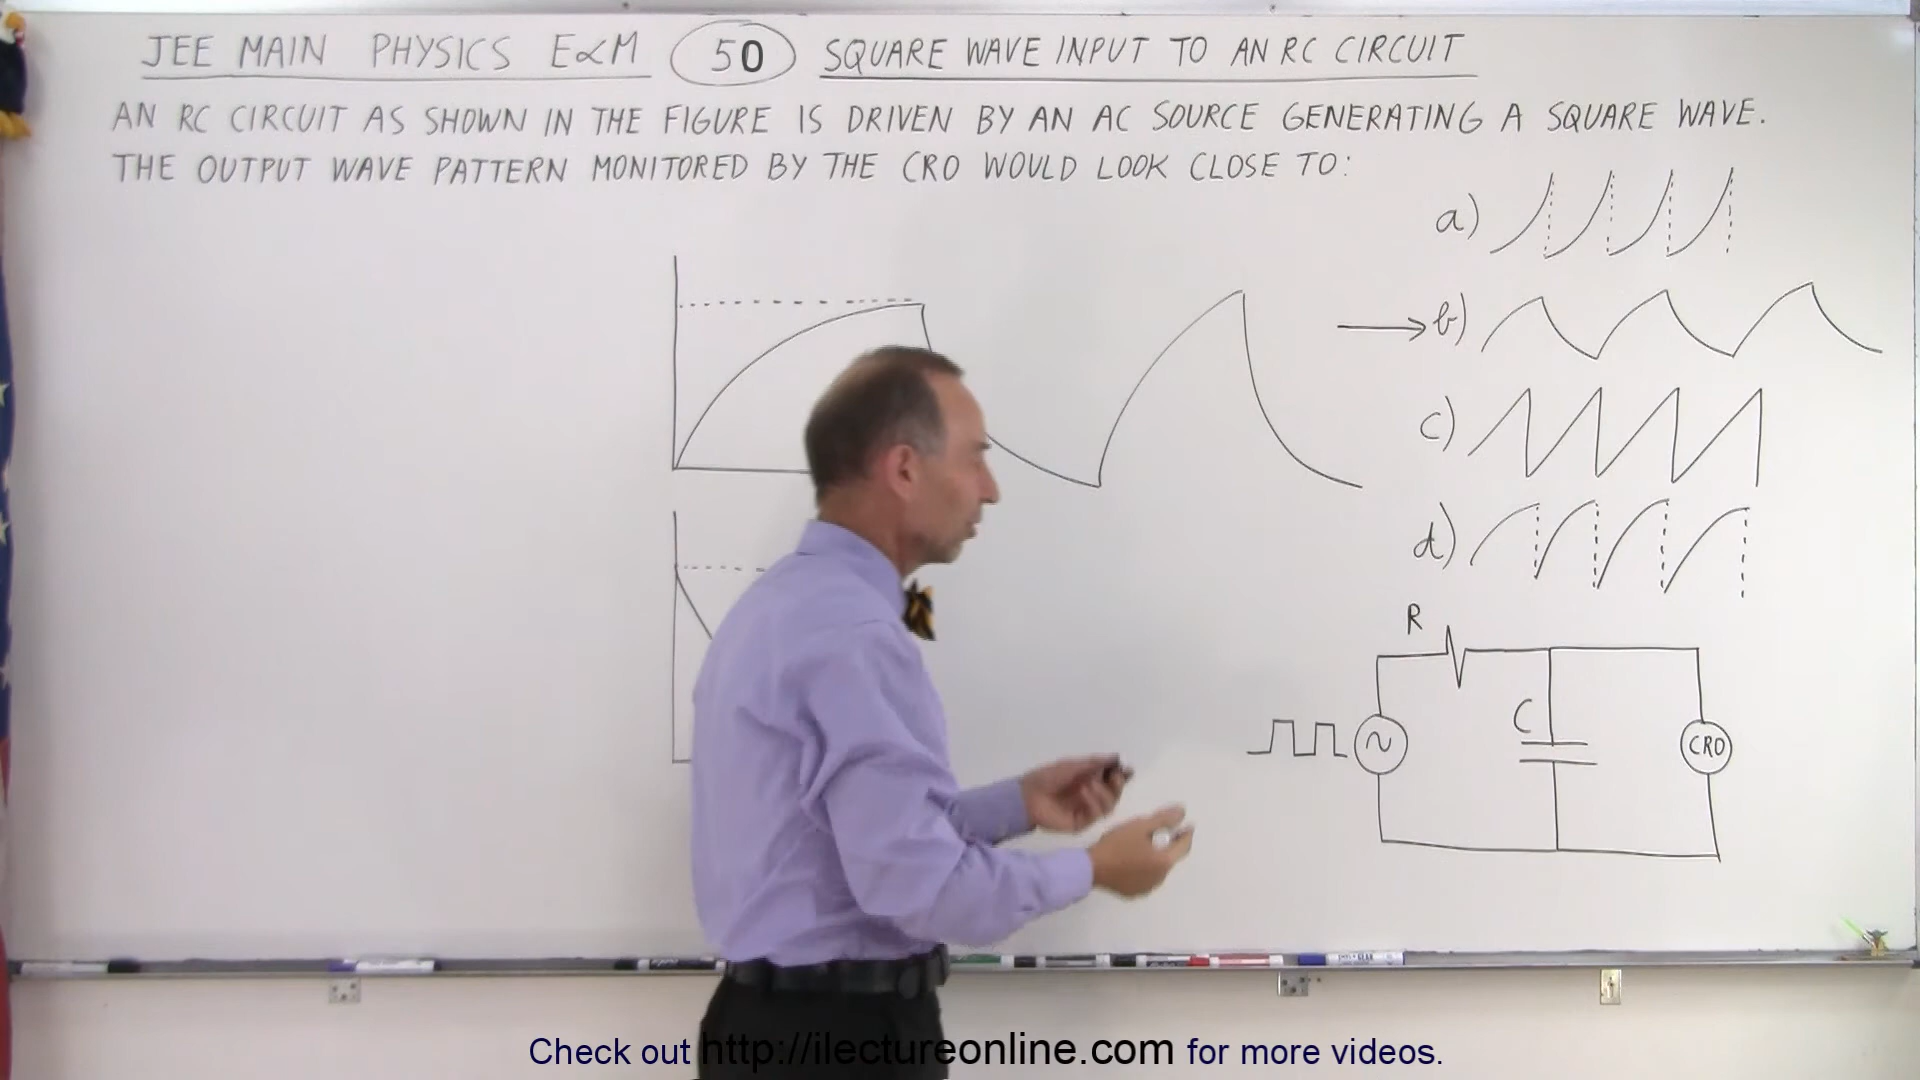 JEE MAIN PHYSICS E&M 50 SQUARE WAVE INPUT TO AN RC CIRCUIT
AN RC CIRCUIT AS SHOWN IN THE FIGURE IS DRIVEN BY AN AC SOURCE GENERATING A SQUARE WAVE.
THE OUTPUT WAVE PATTERN MONITORED BY THE CRO WOULD LOOK CLOSE TO:
a)
b)
c)
d)
R
C
CRO
Check out http://ilectureonline.com for more videos.